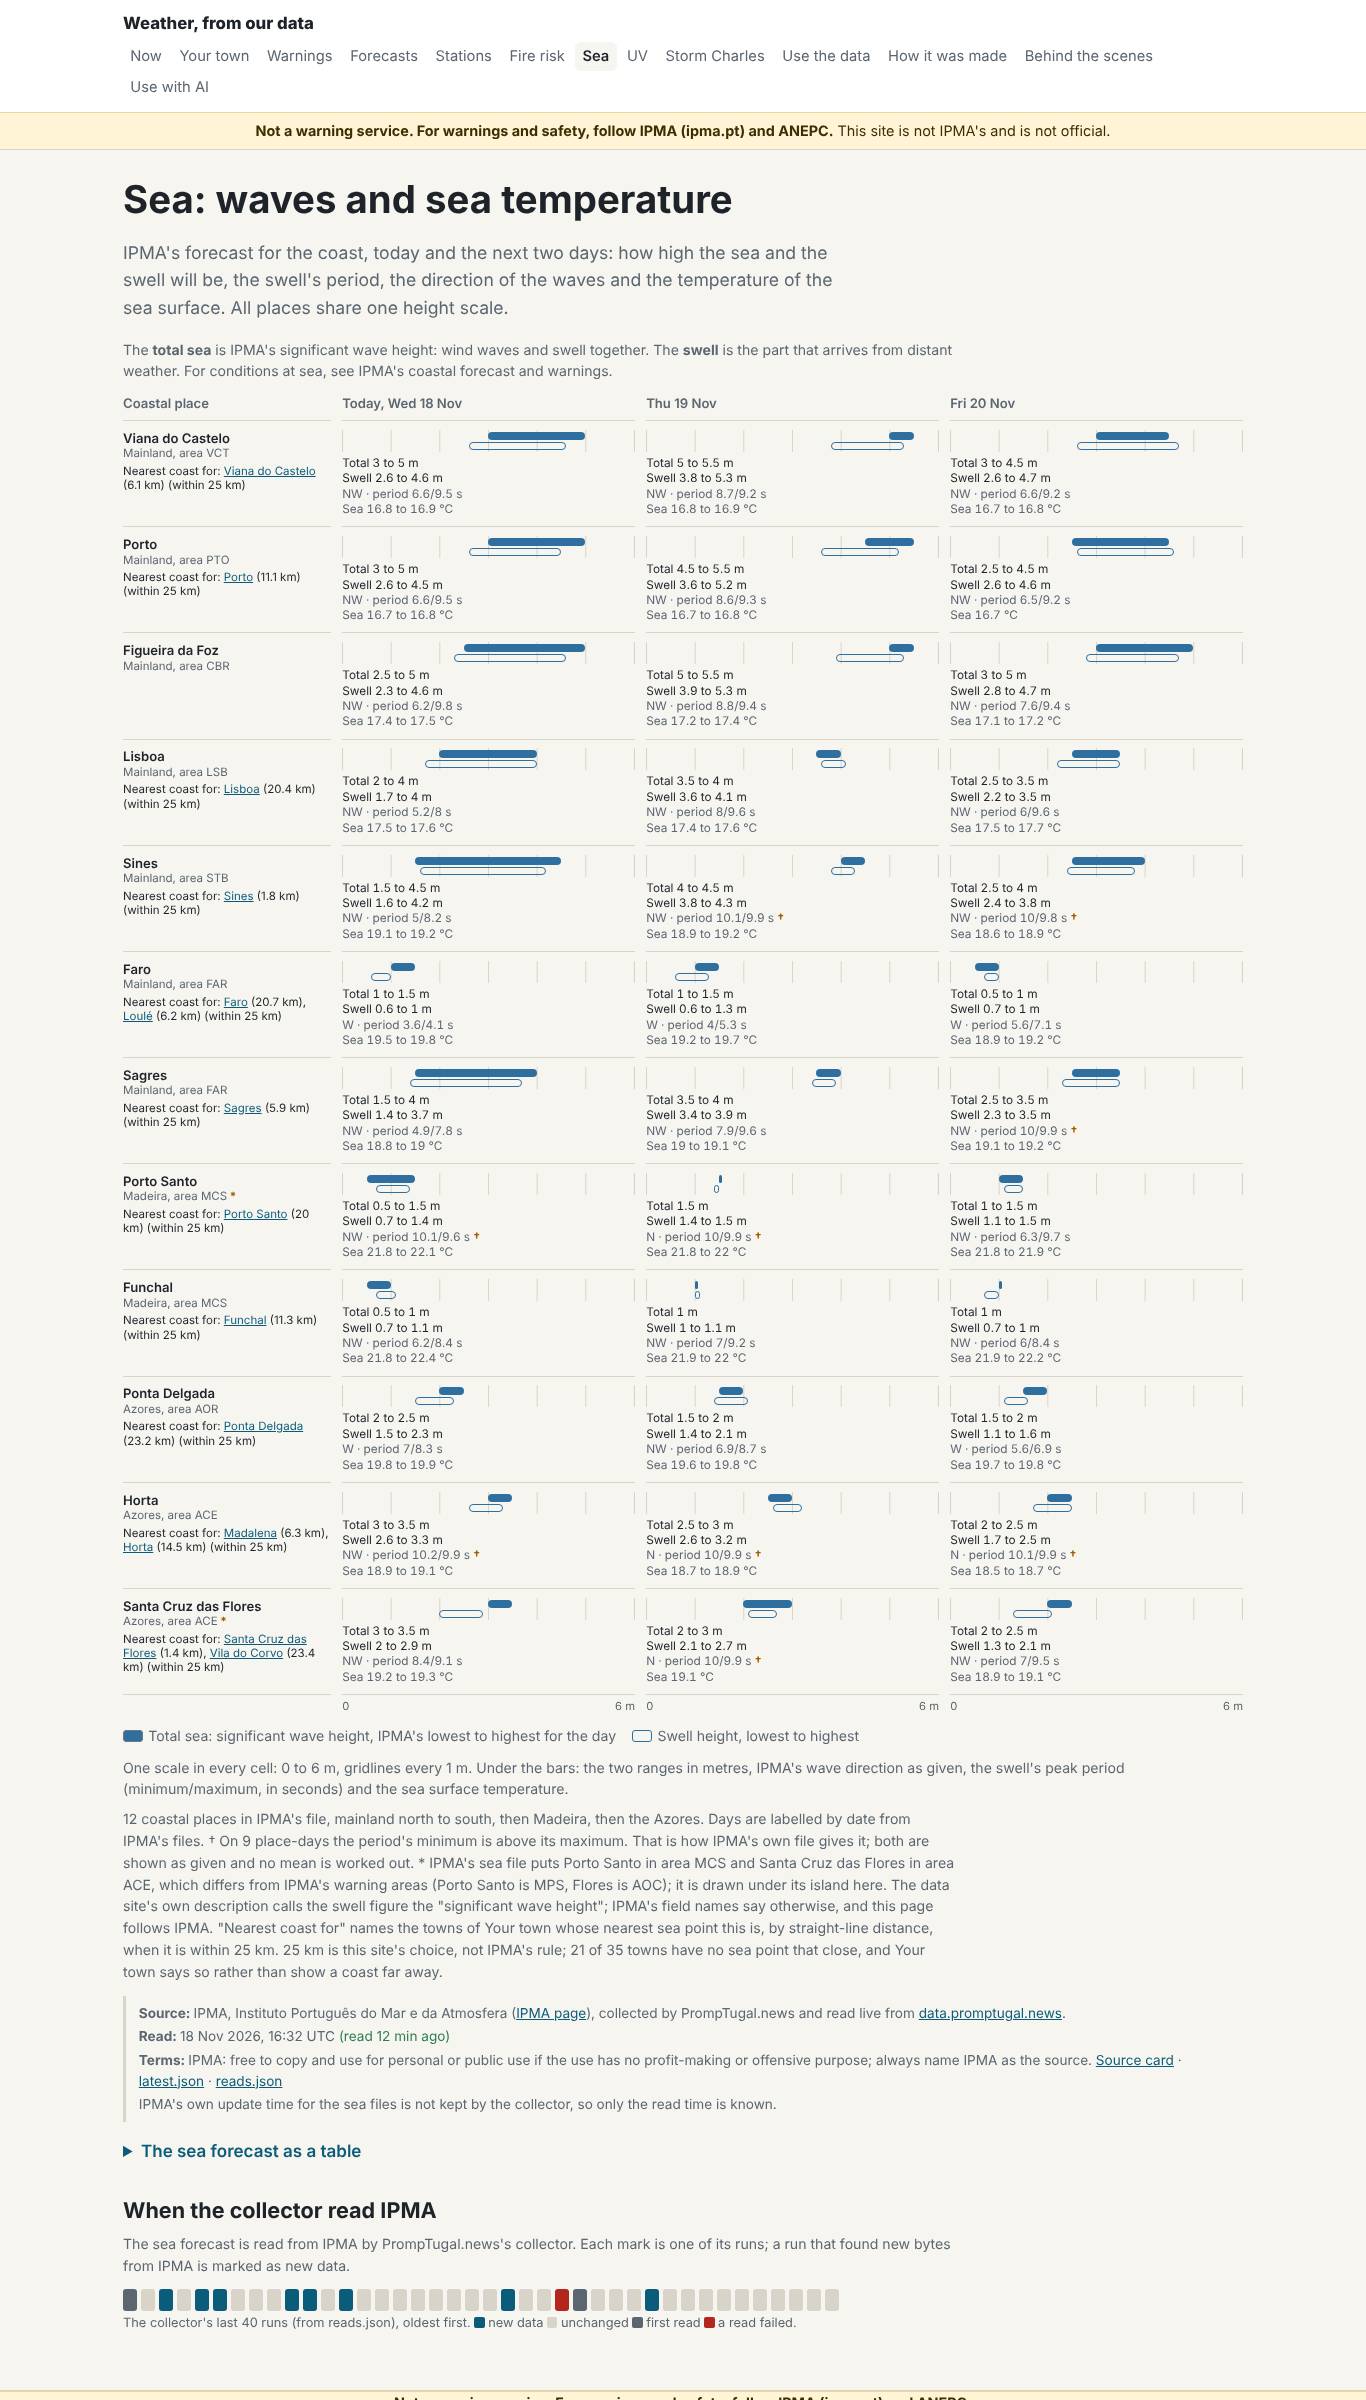 Weather, from our data
Now Your town Warnings Forecasts Stations Fire risk Sea UV Storm Charles Use the data How it was made Behind the scenes
Use with AI
Not a warning service. For warnings and safety, follow IPMA (ipma.pt) and ANEPC. This site is not IPMA's and is not official.
Sea: waves and sea temperature
IPMA's forecast for the coast, today and the next two days: how high the sea and the
swell will be, the swell's period, the direction of the waves and the temperature of the
sea surface. All places share one height scale.
The total sea is IPMA's significant wave height: wind waves and swell together. The swell is the part that arrives from distant
weather. For conditions at sea, see IPMA's coastal forecast and warnings.
Coastal place Today, Wed 18 Nov Thu 19 Nov Fri 20 Nov
Viana do Castelo
Mainland, area VCT
Nearest coast for: Viana do Castelo
(6.1 km) (within 25 km)
Total 3 to 5 m
Swell 2.6 to 4.6 m
NW · period 6.6/9.5 s
Sea 16.8 to 16.9 °C
Total 5 to 5.5 m
Swell 3.8 to 5.3 m
NW · period 8.7/9.2 s
Sea 16.8 to 16.9 °C
Total 3 to 4.5 m
Swell 2.6 to 4.7 m
NW · period 6.6/9.2 s
Sea 16.7 to 16.8 °C
Porto
Mainland, area PTO
Nearest coast for: Porto (11.1 km)
(within 25 km)
Total 3 to 5 m
Swell 2.6 to 4.5 m
NW · period 6.6/9.5 s
Sea 16.7 to 16.8 °C
Total 4.5 to 5.5 m
Swell 3.6 to 5.2 m
NW · period 8.6/9.3 s
Sea 16.7 to 16.8 °C
Total 2.5 to 4.5 m
Swell 2.6 to 4.6 m
NW · period 6.5/9.2 s
Sea 16.7 °C
Figueira da Foz
Mainland, area CBR
Total 2.5 to 5 m
Swell 2.3 to 4.6 m
NW · period 6.2/9.8 s
Sea 17.4 to 17.5 °C
Total 5 to 5.5 m
Swell 3.9 to 5.3 m
NW · period 8.8/9.4 s
Sea 17.2 to 17.4 °C
Total 3 to 5 m
Swell 2.8 to 4.7 m
NW · period 7.6/9.4 s
Sea 17.1 to 17.2 °C
Lisboa
Mainland, area LSB
Nearest coast for: Lisboa (20.4 km)
(within 25 km)
Total 2 to 4 m
Swell 1.7 to 4 m
NW · period 5.2/8 s
Sea 17.5 to 17.6 °C
Total 3.5 to 4 m
Swell 3.6 to 4.1 m
NW · period 8/9.6 s
Sea 17.4 to 17.6 °C
Total 2.5 to 3.5 m
Swell 2.2 to 3.5 m
NW · period 6/9.6 s
Sea 17.5 to 17.7 °C
Sines
Mainland, area STB
Nearest coast for: Sines (1.8 km)
(within 25 km)
Total 1.5 to 4.5 m
Swell 1.6 to 4.2 m
NW · period 5/8.2 s
Sea 19.1 to 19.2 °C
Total 4 to 4.5 m
Swell 3.8 to 4.3 m
NW · period 10.1/9.9 s †
Sea 18.9 to 19.2 °C
Total 2.5 to 4 m
Swell 2.4 to 3.8 m
NW · period 10/9.8 s †
Sea 18.6 to 18.9 °C
Faro
Mainland, area FAR
Nearest coast for: Faro (20.7 km),
Loulé (6.2 km) (within 25 km)
Total 1 to 1.5 m
Swell 0.6 to 1 m
W · period 3.6/4.1 s
Sea 19.5 to 19.8 °C
Total 1 to 1.5 m
Swell 0.6 to 1.3 m
W · period 4/5.3 s
Sea 19.2 to 19.7 °C
Total 0.5 to 1 m
Swell 0.7 to 1 m
W · period 5.6/7.1 s
Sea 18.9 to 19.2 °C
Sagres
Mainland, area FAR
Nearest coast for: Sagres (5.9 km)
(within 25 km)
Total 1.5 to 4 m
Swell 1.4 to 3.7 m
NW · period 4.9/7.8 s
Sea 18.8 to 19 °C
Total 3.5 to 4 m
Swell 3.4 to 3.9 m
NW · period 7.9/9.6 s
Sea 19 to 19.1 °C
Total 2.5 to 3.5 m
Swell 2.3 to 3.5 m
NW · period 10/9.9 s †
Sea 19.1 to 19.2 °C
Porto Santo
Madeira, area MCS *
Nearest coast for: Porto Santo (20
km) (within 25 km)
Total 0.5 to 1.5 m
Swell 0.7 to 1.4 m
NW · period 10.1/9.6 s †
Sea 21.8 to 22.1 °C
Total 1.5 m
Swell 1.4 to 1.5 m
N · period 10/9.9 s †
Sea 21.8 to 22 °C
Total 1 to 1.5 m
Swell 1.1 to 1.5 m
NW · period 6.3/9.7 s
Sea 21.8 to 21.9 °C
Funchal
Madeira, area MCS
Nearest coast for: Funchal (11.3 km)
(within 25 km)
Total 0.5 to 1 m
Swell 0.7 to 1.1 m
NW · period 6.2/8.4 s
Sea 21.8 to 22.4 °C
Total 1 m
Swell 1 to 1.1 m
NW · period 7/9.2 s
Sea 21.9 to 22 °C
Total 1 m
Swell 0.7 to 1 m
NW · period 6/8.4 s
Sea 21.9 to 22.2 °C
Ponta Delgada
Azores, area AOR
Nearest coast for: Ponta Delgada
(23.2 km) (within 25 km)
Total 2 to 2.5 m
Swell 1.5 to 2.3 m
W · period 7/8.3 s
Sea 19.8 to 19.9 °C
Total 1.5 to 2 m
Swell 1.4 to 2.1 m
NW · period 6.9/8.7 s
Sea 19.6 to 19.8 °C
Total 1.5 to 2 m
Swell 1.1 to 1.6 m
W · period 5.6/6.9 s
Sea 19.7 to 19.8 °C
Horta
Azores, area ACE
Nearest coast for: Madalena (6.3 km),
Horta (14.5 km) (within 25 km)
Total 3 to 3.5 m
Swell 2.6 to 3.3 m
NW · period 10.2/9.9 s †
Sea 18.9 to 19.1 °C
Total 2.5 to 3 m
Swell 2.6 to 3.2 m
N · period 10/9.9 s †
Sea 18.7 to 18.9 °C
Total 2 to 2.5 m
Swell 1.7 to 2.5 m
N · period 10.1/9.9 s †
Sea 18.5 to 18.7 °C
Santa Cruz das Flores
Azores, area ACE *
Nearest coast for: Santa Cruz das
Flores (1.4 km), Vila do Corvo (23.4
km) (within 25 km)
Total 3 to 3.5 m
Swell 2 to 2.9 m
NW · period 8.4/9.1 s
Sea 19.2 to 19.3 °C
Total 2 to 3 m
Swell 2.1 to 2.7 m
N · period 10/9.9 s †
Sea 19.1 °C
Total 2 to 2.5 m
Swell 1.3 to 2.1 m
NW · period 7/9.5 s
Sea 18.9 to 19.1 °C
0 6 m 0 6 m 0 6 m
Total sea: significant wave height, IPMA's lowest to highest for the day Swell height, lowest to highest
One scale in every cell: 0 to 6 m, gridlines every 1 m. Under the bars: the two ranges in metres, IPMA's wave direction as given, the swell's peak period
(minimum/maximum, in seconds) and the sea surface temperature.
12 coastal places in IPMA's file, mainland north to south, then Madeira, then the Azores. Days are labelled by date from
IPMA's files. † On 9 place-days the period's minimum is above its maximum. That is how IPMA's own file gives it; both are
shown as given and no mean is worked out. * IPMA's sea file puts Porto Santo in area MCS and Santa Cruz das Flores in area
ACE, which differs from IPMA's warning areas (Porto Santo is MPS, Flores is AOC); it is drawn under its island here. The data
site's own description calls the swell figure the "significant wave height"; IPMA's field names say otherwise, and this page
follows IPMA. "Nearest coast for" names the towns of Your town whose nearest sea point this is, by straight-line distance,
when it is within 25 km. 25 km is this site's choice, not IPMA's rule; 21 of 35 towns have no sea point that close, and Your
town says so rather than show a coast far away.
Source: IPMA, Instituto Português do Mar e da Atmosfera (IPMA page), collected by PrompTugal.news and read live from data.promptugal.news.
Read: 18 Nov 2026, 16:32 UTC (read 12 min ago)
Terms: IPMA: free to copy and use for personal or public use if the use has no profit-making or offensive purpose; always name IPMA as the source. Source card ·
latest.json · reads.json
IPMA's own update time for the sea files is not kept by the collector, so only the read time is known.
The sea forecast as a table
When the collector read IPMA
The sea forecast is read from IPMA by PrompTugal.news's collector. Each mark is one of its runs; a run that found new bytes
from IPMA is marked as new data.
The collector's last 40 runs (from reads.json), oldest first. new data unchanged first read a read failed.